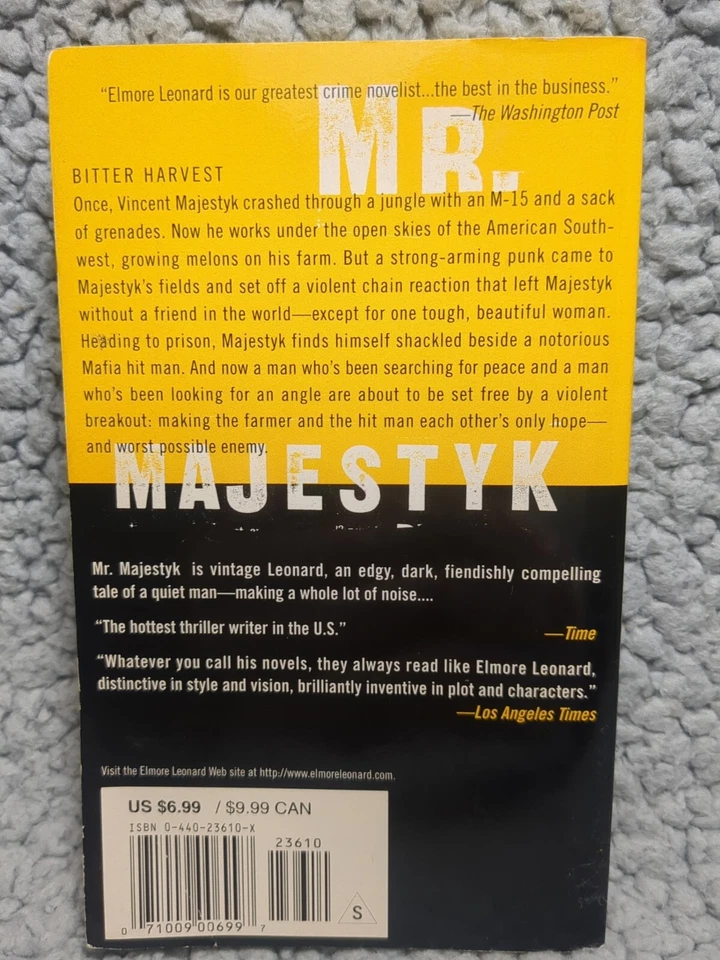 “Elmore Leonard is our greatest crime novelist...the best in the business.”
—The Washington Post
MR.
BITTER HARVEST
Once, Vincent Majestyk crashed through a jungle with an M-15 and a sack
of grenades. Now he works under the open skies of the American South-
west, growing melons on his farm. But a strong-arming punk came to
Majestyk’s fields and set off a violent chain reaction that left Majestyk
without a friend in the world—except for one tough, beautiful woman.
Heading to prison, Majestyk finds himself shackled beside a notorious
Mafia hit man. And now a man who’s been searching for peace and a man
who’s been looking for an angle are about to be set free by a violent
breakout: making the farmer and the hit man each other’s only hope—
and worst possible enemy.
MAJESTYK
Mr. Majestyk is vintage Leonard, an edgy, dark, fiendishly compelling
tale of a quiet man—making a whole lot of noise....
“The hottest thriller writer in the U.S.”
—Time
“Whatever you call his novels, they always read like Elmore Leonard,
distinctive in style and vision, brilliantly inventive in plot and characters.”
—Los Angeles Times
Visit the Elmore Leonard Web site at http://www.elmoreleonard.com.
US $6.99 / $9.99 CAN
ISBN 0-440-23610-X
23610
0 71009 00699 7
S